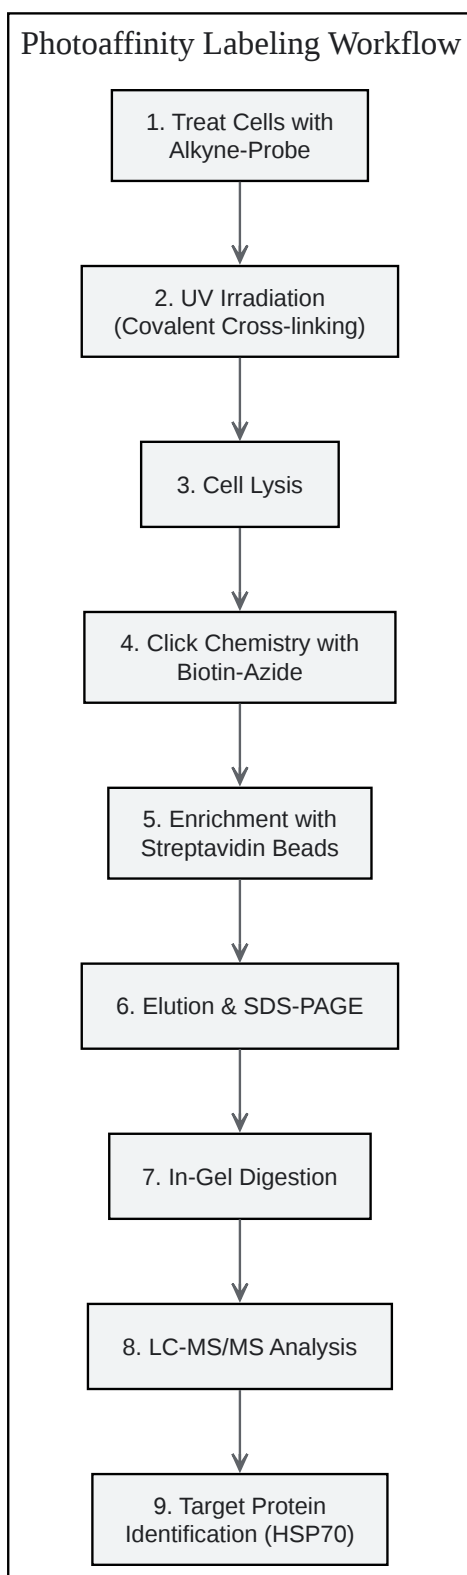 Photoaffinity Labeling Workflow
1. Treat Cells with
Alkyne-Probe
2. UV Irradiation
(Covalent Cross-linking)
3. Cell Lysis
4. Click Chemistry with
Biotin-Azide
5. Enrichment with
Streptavidin Beads
6. Elution & SDS-PAGE
7. In-Gel Digestion
8. LC-MS/MS Analysis
9. Target Protein
Identification (HSP70)